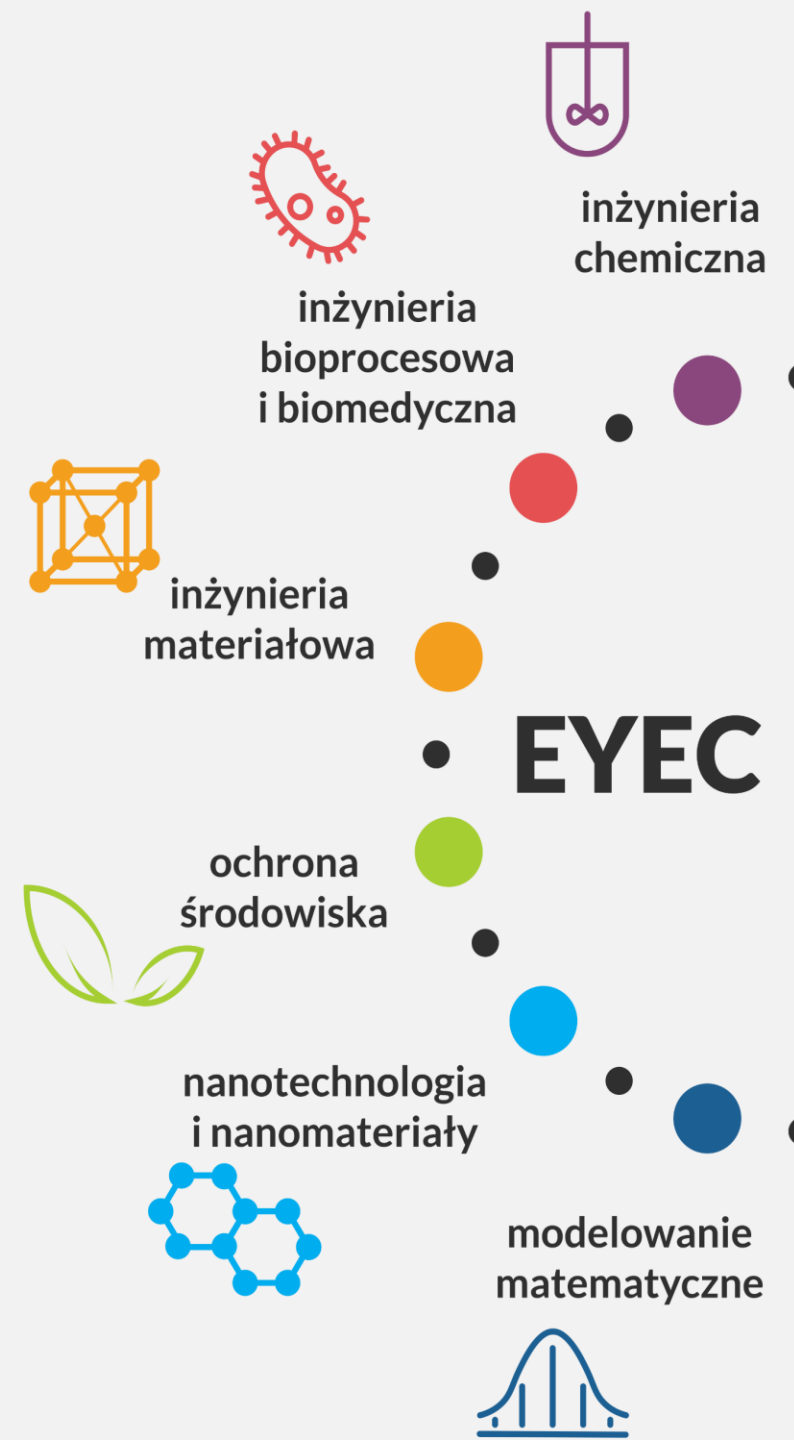 inżynieria
chemiczna
inżynieria
bioprocesowa
i biomedyczna
inżynieria
materiałowa
EYEC
ochrona
środowiska
nanotechnologia
i nanomateriały
modelowanie
matematyczne